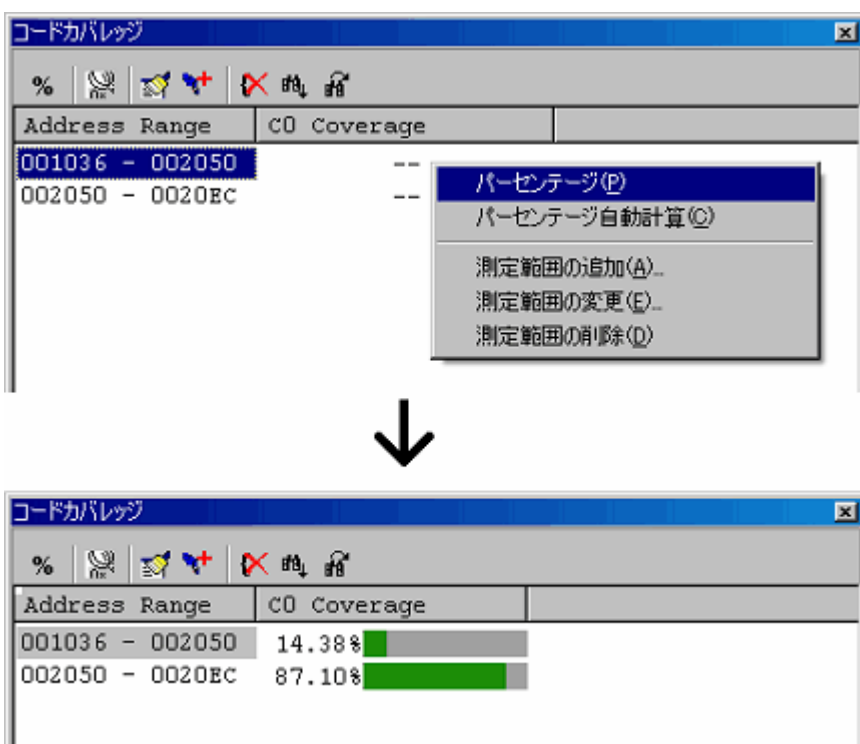 コードカバレッジ
%
Address Range C0 Coverage
001036 - 002050 --
002050 - 0020EC --
パーセンテージ(P)
パーセンテージ自動計算(C)
測定範囲の追加(A)...
測定範囲の変更(E)...
測定範囲の削除(D)
コードカバレッジ
%
Address Range C0 Coverage
001036 - 002050 14.38%
002050 - 0020EC 87.10%